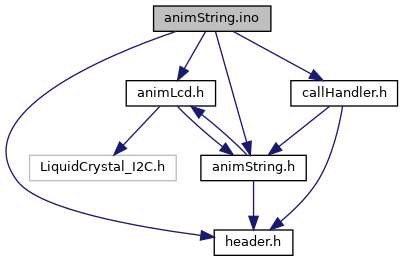 animString.ino
animLcd.h
callHandler.h
LiquidCrystal_I2C.h
animString.h
header.h